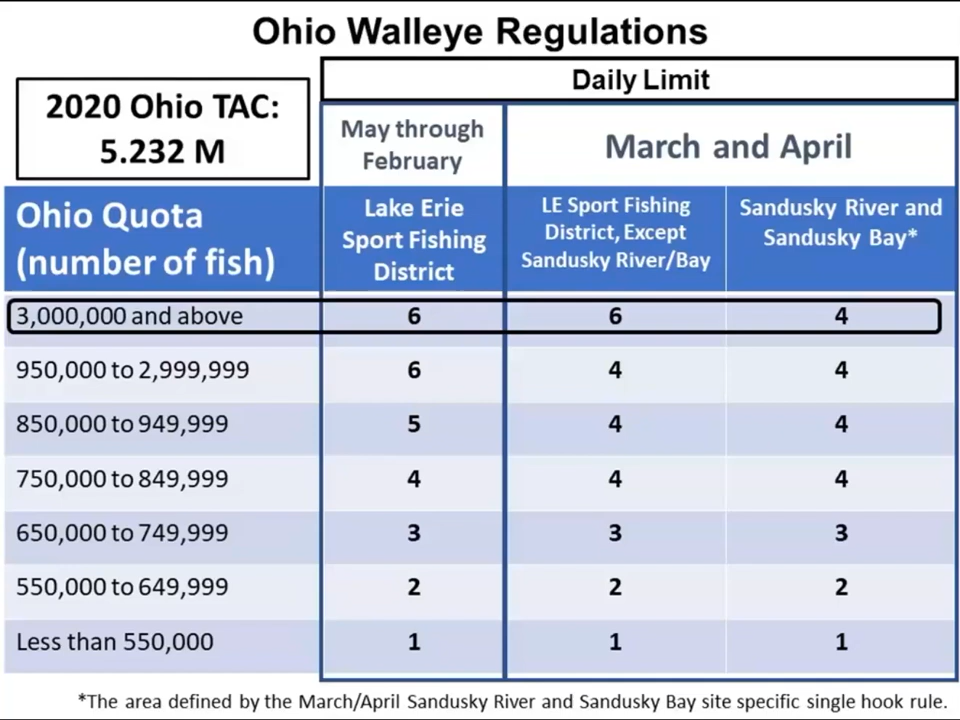 Ohio Walleye Regulations
2020 Ohio TAC:
5.232 M
Daily Limit
May through
February
March and April
Ohio Quota
(number of fish)
Lake Erie
Sport Fishing
District
LE Sport Fishing
District, Except
Sandusky River/Bay
Sandusky River and
Sandusky Bay*
3,000,000 and above 6 6 4
950,000 to 2,999,999 6 4 4
850,000 to 949,999 5 4 4
750,000 to 849,999 4 4 4
650,000 to 749,999 3 3 3
550,000 to 649,999 2 2 2
Less than 550,000 1 1 1
*The area defined by the March/April Sandusky River and Sandusky Bay site specific single hook rule.